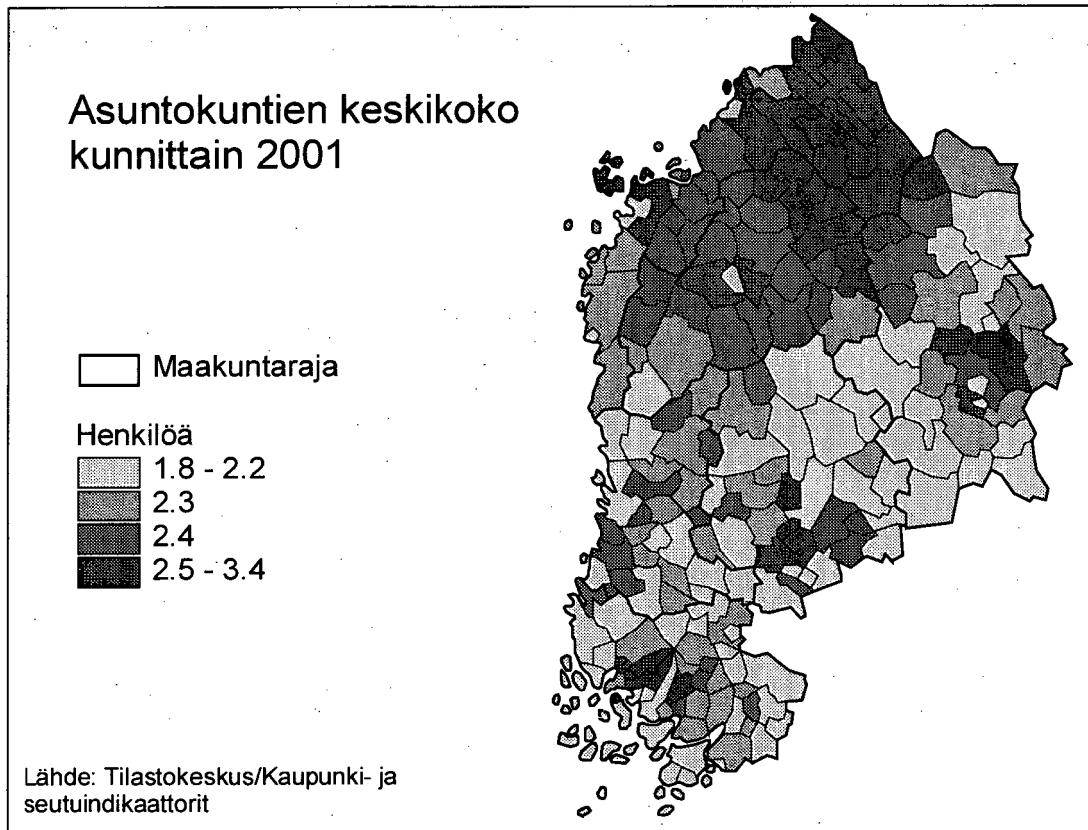 Asuntokuntien keskikoko
kunnittain 2001
Maakuntaraja
Henkilöä
1.8 - 2.2
2.3
2.4
2.5 - 3.4
Lähde: Tilastokeskus/Kaupunki- ja
seutuindikaattorit